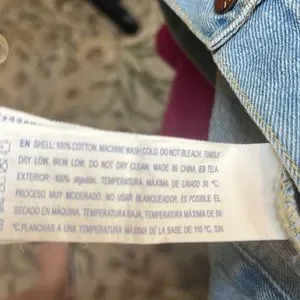 EN SHELL: 100% COTTON. MACHINE WASH COLD. DO NOT BLEACH. TUMBLE
DRY LOW, IRON LOW, DO NOT DRY CLEAN. MADE IN CHINA. ES TELA
EXTERIOR: 100% algodón. TEMPERATURA MÁXIMA DE LAVADO 30 ºC.
PROCESO MUY MODERADO. NO USAR BLANQUEADOR. ES POSIBLE EL
SECADO EN MÁQUINA, TEMPERATURA BAJA, TEMPERATURA MÁXIMA DE 60
ºC. PLANCHAR A UNA TEMPERATURA MÁXIMA DE LA BASE DE 110 ºC, SIN